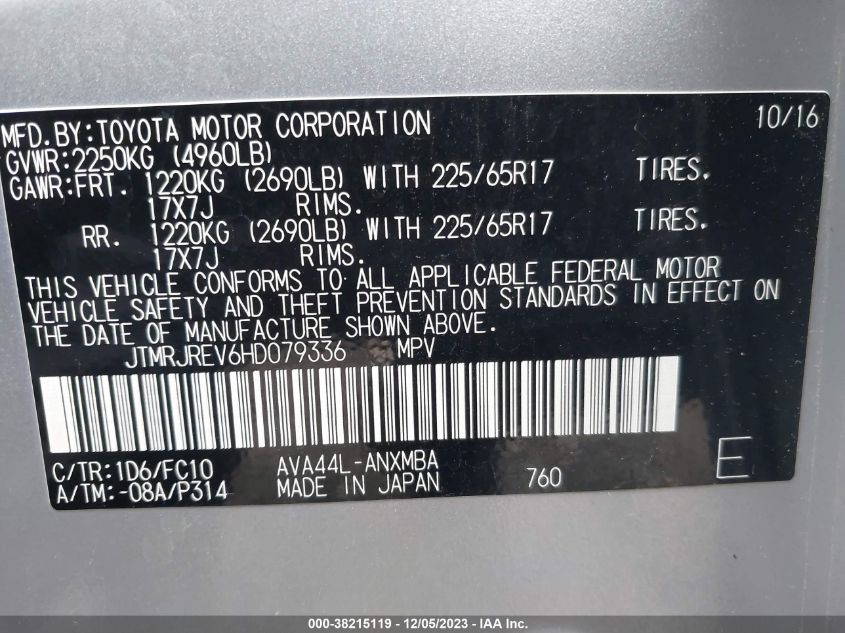 MFD.BY:TOYOTA MOTOR CORPORATION 10/16
GVWR:2250KG (4960LB)
GAWR:FRT. 1220KG (2690LB) WITH 225/65R17 TIRES.
17X7J RIMS.
RR. 1220KG (2690LB) WITH 225/65R17 TIRES.
17X7J RIMS.
THIS VEHICLE CONFORMS TO ALL APPLICABLE FEDERAL MOTOR
VEHICLE SAFETY AND THEFT PREVENTION STANDARDS IN EFFECT ON
THE DATE OF MANUFACTURE SHOWN ABOVE.
JTMRJREV6HD079336 MPV
C/TR:1D6/FC10 AVA44L-ANXMBA E
A/TM:-08A/P314 MADE IN JAPAN 760
000-38215119 - 12/05/2023 - IAA Inc.